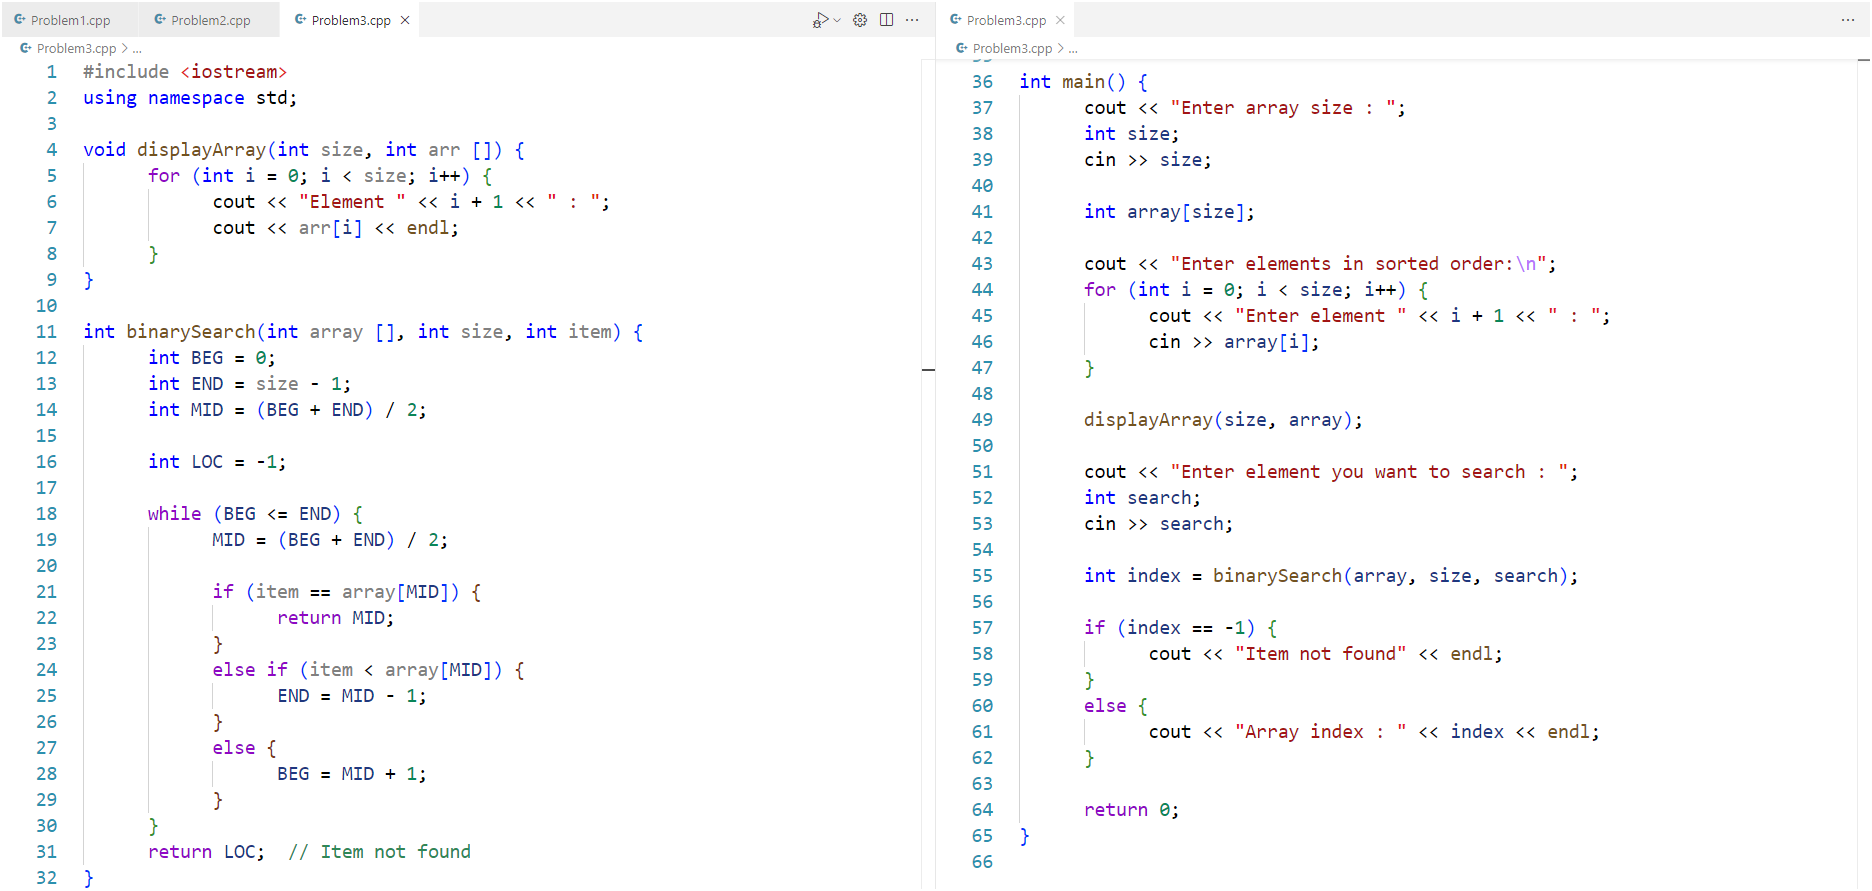 Problem1.cpp Problem2.cpp Problem3.cpp
Problem3.cpp > ...
1 #include <iostream>
2 using namespace std;
3
4 void displayArray(int size, int arr []) {
5 for (int i = 0; i < size; i++) {
6 cout << "Element " << i + 1 << " : ";
7 cout << arr[i] << endl;
8 }
9 }
10
11 int binarySearch(int array [], int size, int item) {
12 int BEG = 0;
13 int END = size - 1;
14 int MID = (BEG + END) / 2;
15
16 int LOC = -1;
17
18 while (BEG <= END) {
19 MID = (BEG + END) / 2;
20
21 if (item == array[MID]) {
22 return MID;
23 }
24 else if (item < array[MID]) {
25 END = MID - 1;
26 }
27 else {
28 BEG = MID + 1;
29 }
30 }
31 return LOC; // Item not found
32 }
Problem3.cpp
Problem3.cpp > ...
36 int main() {
37 cout << "Enter array size : ";
38 int size;
39 cin >> size;
40
41 int array[size];
42
43 cout << "Enter elements in sorted order:\n";
44 for (int i = 0; i < size; i++) {
45 cout << "Enter element " << i + 1 << " : ";
46 cin >> array[i];
47 }
48
49 displayArray(size, array);
50
51 cout << "Enter element you want to search : ";
52 int search;
53 cin >> search;
54
55 int index = binarySearch(array, size, search);
56
57 if (index == -1) {
58 cout << "Item not found" << endl;
59 }
60 else {
61 cout << "Array index : " << index << endl;
62 }
63
64 return 0;
65 }
66